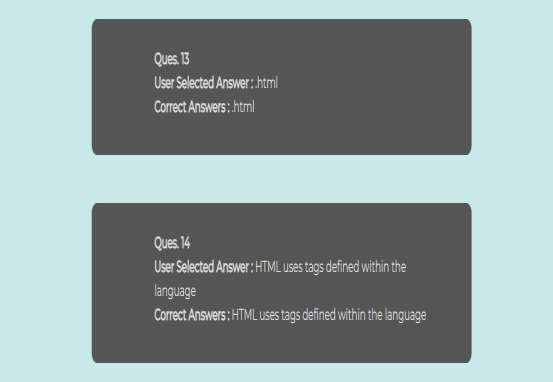 Ques. 13
User Selected Answer : .html
Correct Answers : .html
Ques. 14
User Selected Answer : HTML uses tags defined within the
language
Correct Answers : HTML uses tags defined within the language